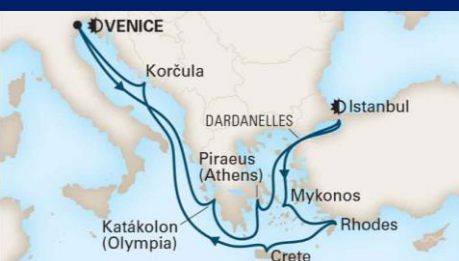 VENICE
Korčula
Istanbul
DARDANELLES
Piraeus
(Athens)
Mykonos
Katákolon
(Olympia)
Rhodes
Crete